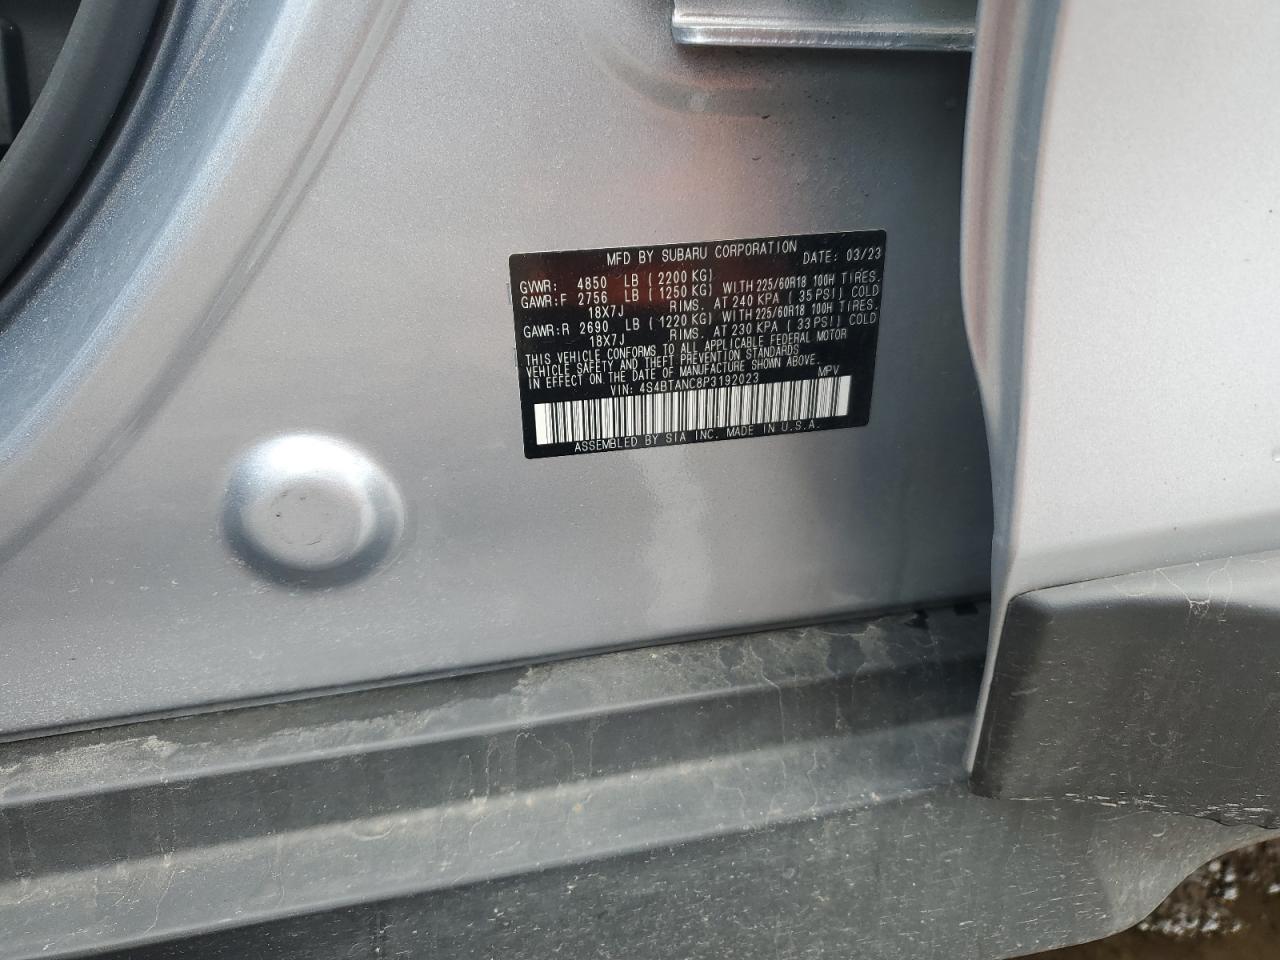 MFD BY SUBARU CORPORATION DATE: 03/23
GVWR: 4850 LB (2200 KG)
GAWR:F 2756 LB (1250 KG) WITH 225/60R18 100H TIRES.
18X7J RIMS. AT 240 KPA (35 PSI) COLD
GAWR:R 2690 LB (1220 KG) WITH 225/60R18 100H TIRES.
18X7J RIMS. AT 230 KPA (33 PSI) COLD
THIS VEHICLE CONFORMS TO ALL APPLICABLE FEDERAL MOTOR
VEHICLE SAFETY AND THEFT PREVENTION STANDARDS
IN EFFECT ON THE DATE OF MANUFACTURE SHOWN ABOVE.
VIN: 4S4BTANC8P3192023 MPV
ASSEMBLED BY SIA INC. MADE IN U.S.A.